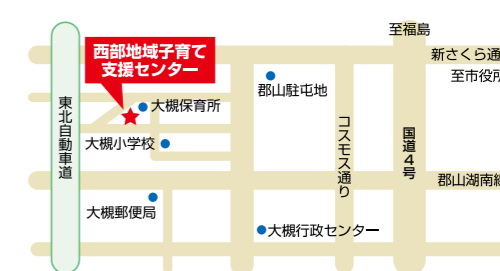 至福島
新さくら通
至市役所
西部地域子育て
支援センター
郡山駐屯地
大槻保育所
東北自動車道
大槻小学校
コスモス通り
国道4号
郡山湖南線
大槻郵便局
大槻行政センター